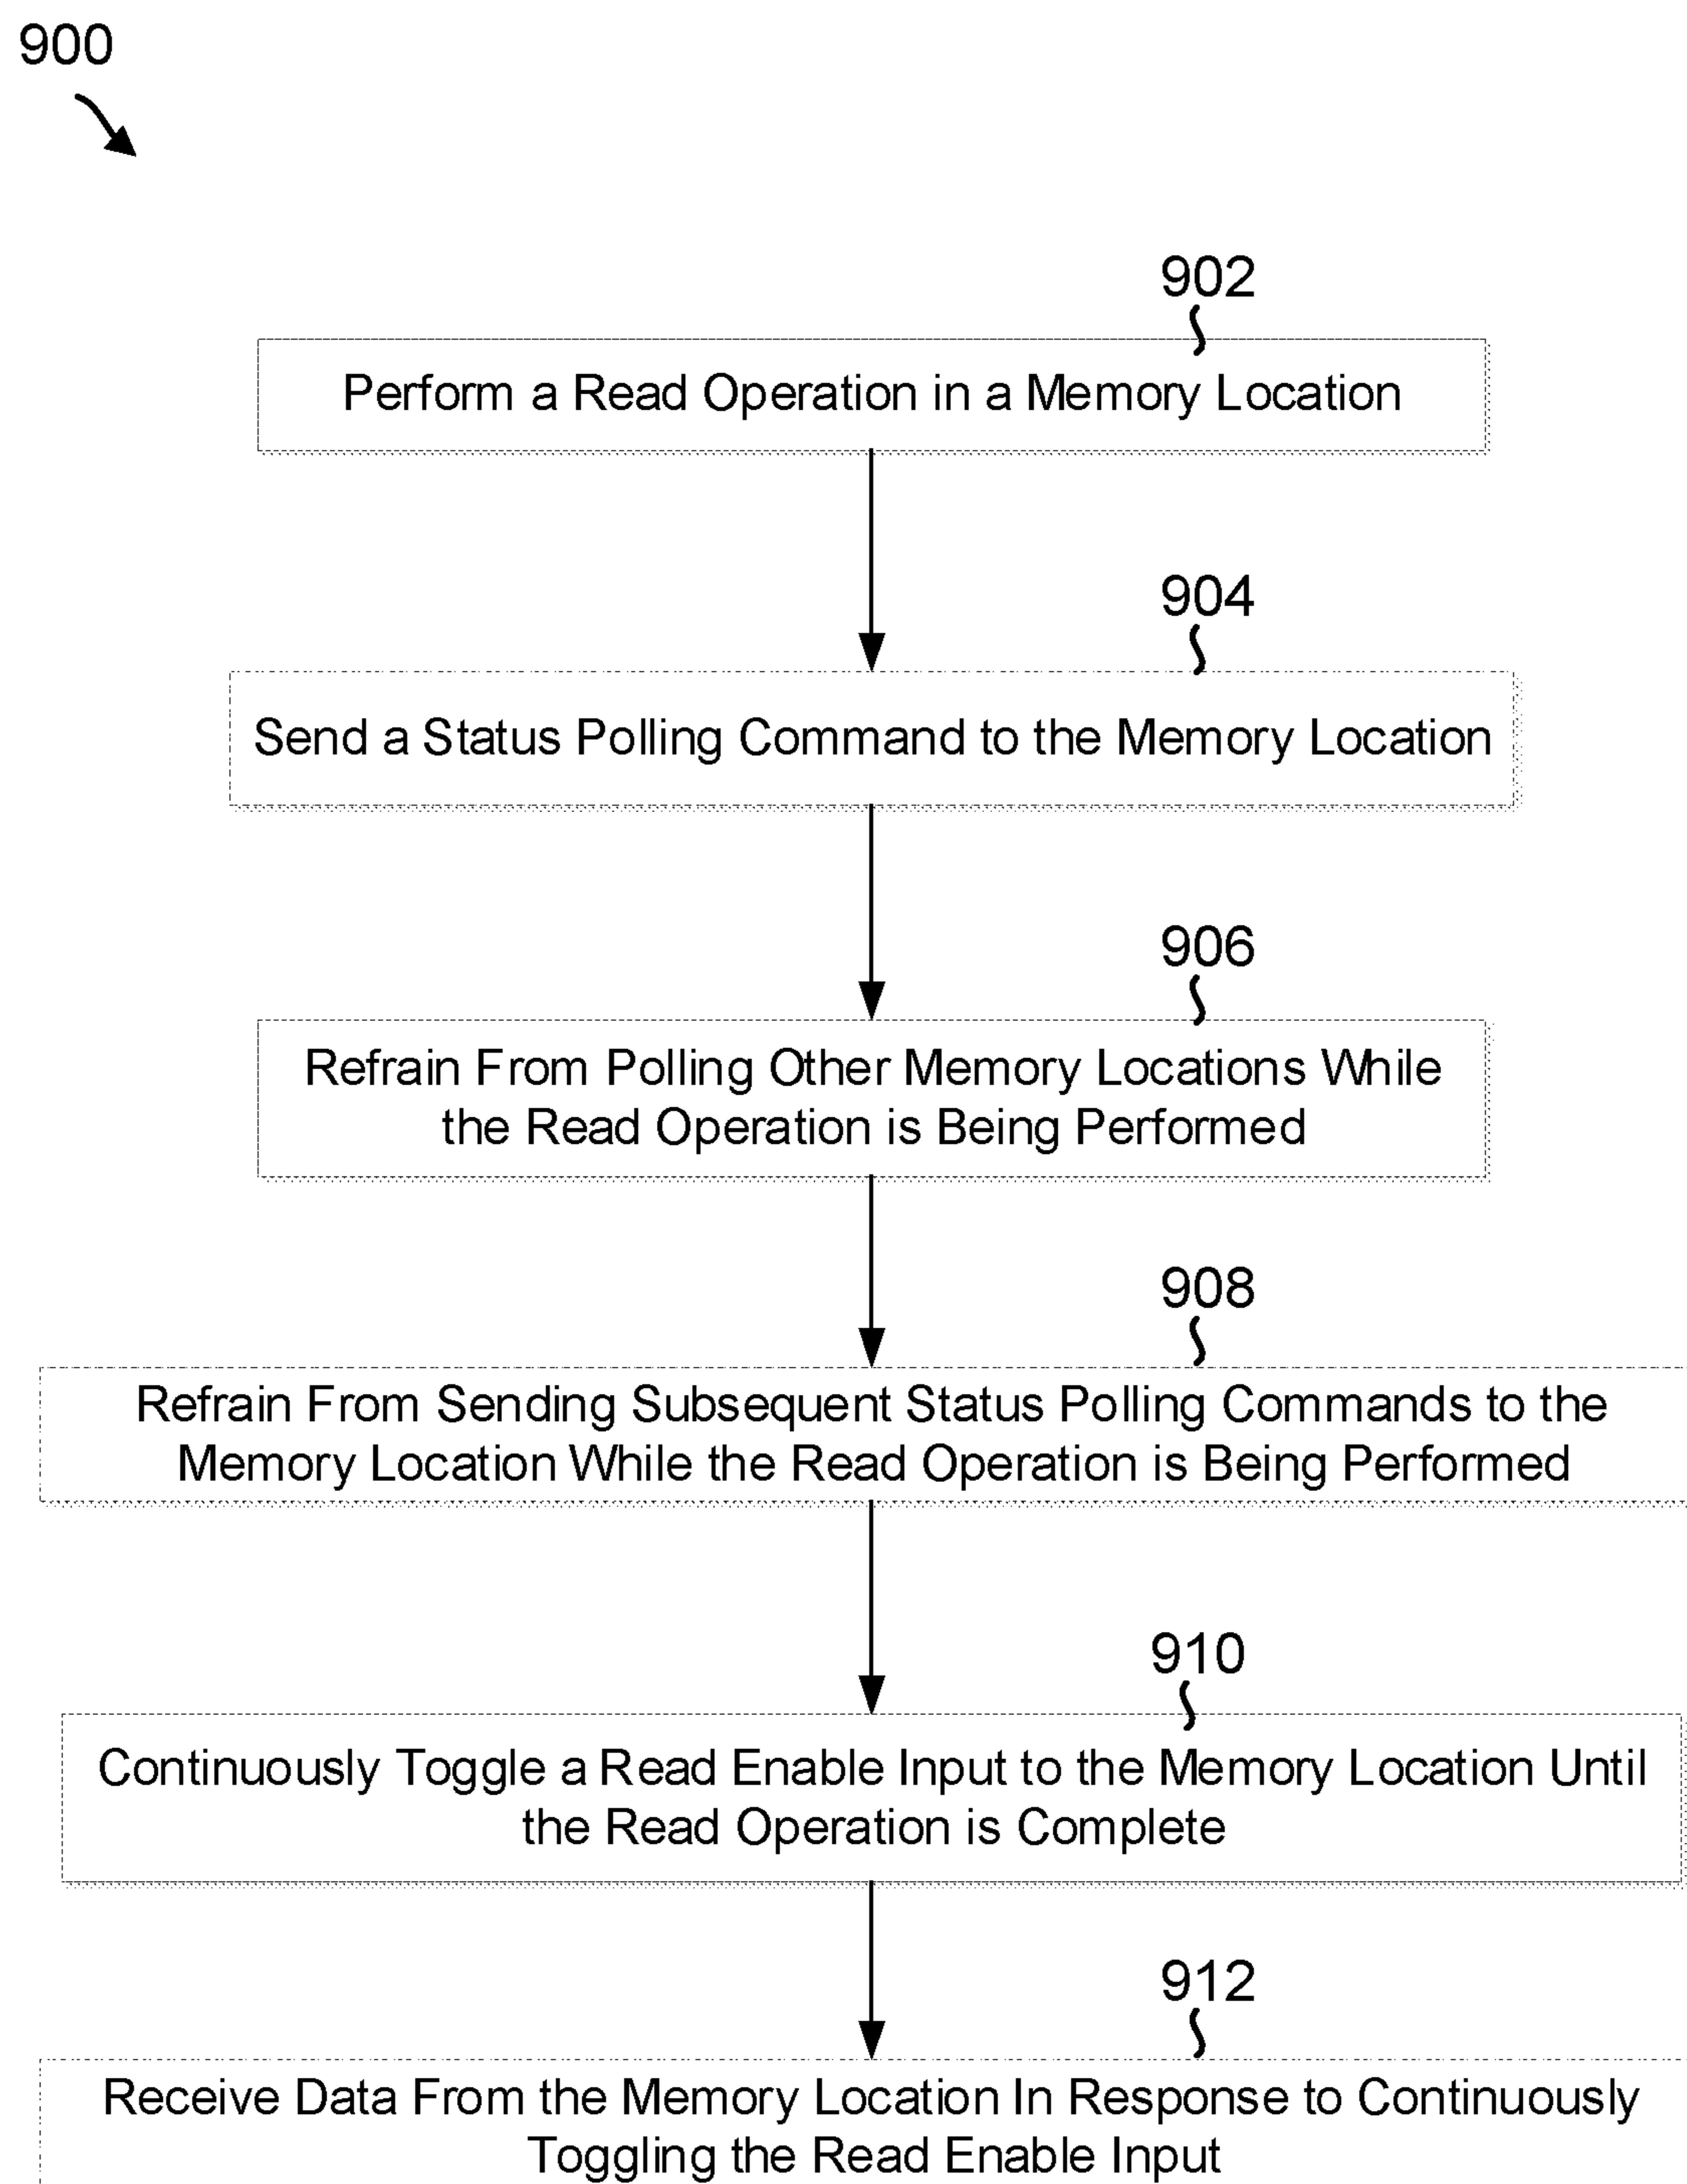 900
902
Perform a Read Operation in a Memory Location
904
Send a Status Polling Command to the Memory Location
906
Refrain From Polling Other Memory Locations While
the Read Operation is Being Performed
908
Refrain From Sending Subsequent Status Polling Commands to the
Memory Location While the Read Operation is Being Performed
910
Continuously Toggle a Read Enable Input to the Memory Location Until
the Read Operation is Complete
912
Receive Data From the Memory Location In Response to Continuously
Toggling the Read Enable Input